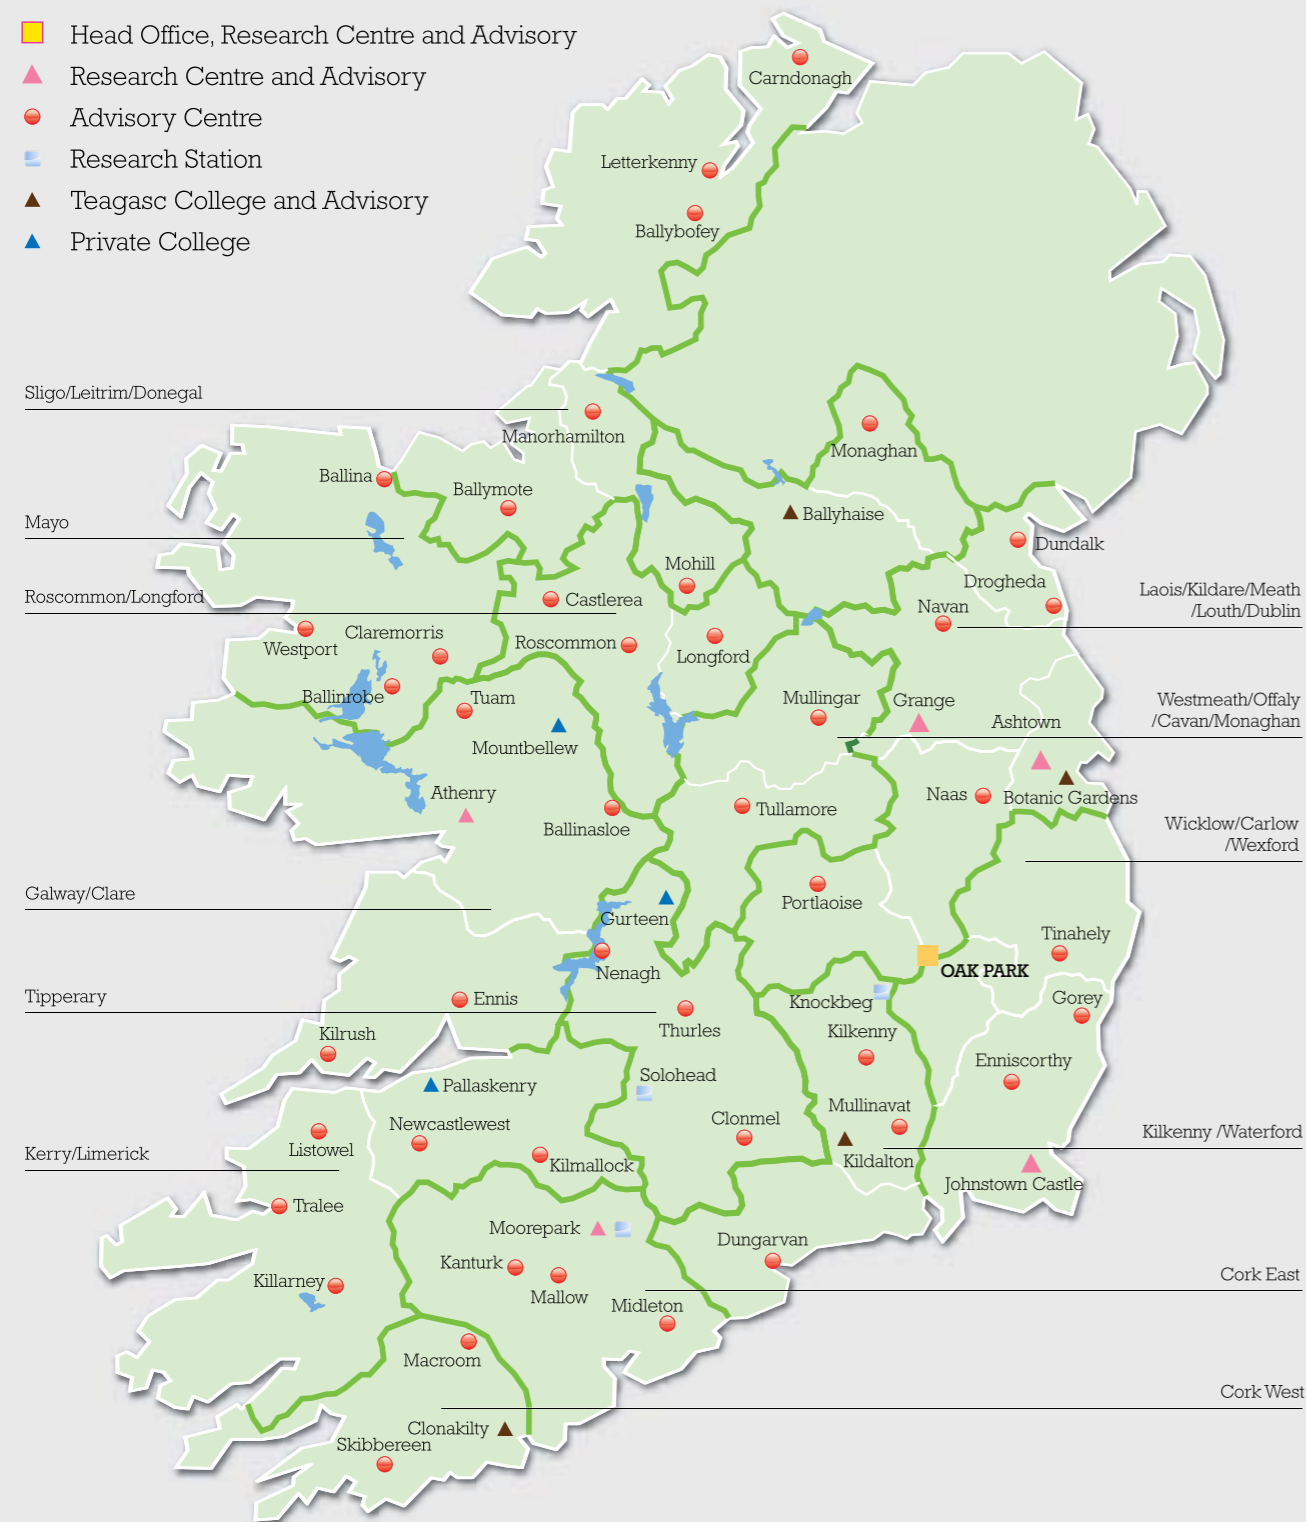 Head Office, Research Centre and Advisory
Research Centre and Advisory
Advisory Centre
Research Station
Teagasc College and Advisory
Private College
Carndonagh
Letterkenny
Ballybofey
Sligo/Leitrim/Donegal
Manorhamilton
Monaghan
Ballina
Ballymote
Ballyhaise
Mayo
Dundalk
Mohill
Drogheda
Laois/Kildare/Meath
/Louth/Dublin
Roscommon/Longford
Castlerea
Navan
Westport
Claremorris
Roscommon
Longford
Ballinrobe
Tuam
Mullingar
Grange
Westmeath/Offaly
/Cavan/Monaghan
Ashtown
Mountbellew
Athenry
Naas
Botanic Gardens
Ballinasloe
Tullamore
Wicklow/Carlow
/Wexford
Galway/Clare
Portlaoise
Gurteen
Tinahely
Nenagh
OAK PARK
Tipperary
Ennis
Knockbeg
Gorey
Kilrush
Thurles
Kilkenny
Enniscorthy
Solohead
Pallaskenry
Mullinavat
Newcastlewest
Clonmel
Listowel
Kilkenny /Waterford
Kerry/Limerick
Kilmallock
Kildalton
Johnstown Castle
Tralee
Moorepark
Dungarvan
Kanturk
Killarney
Cork East
Mallow
Midleton
Macroom
Cork West
Clonakilty
Skibbereen